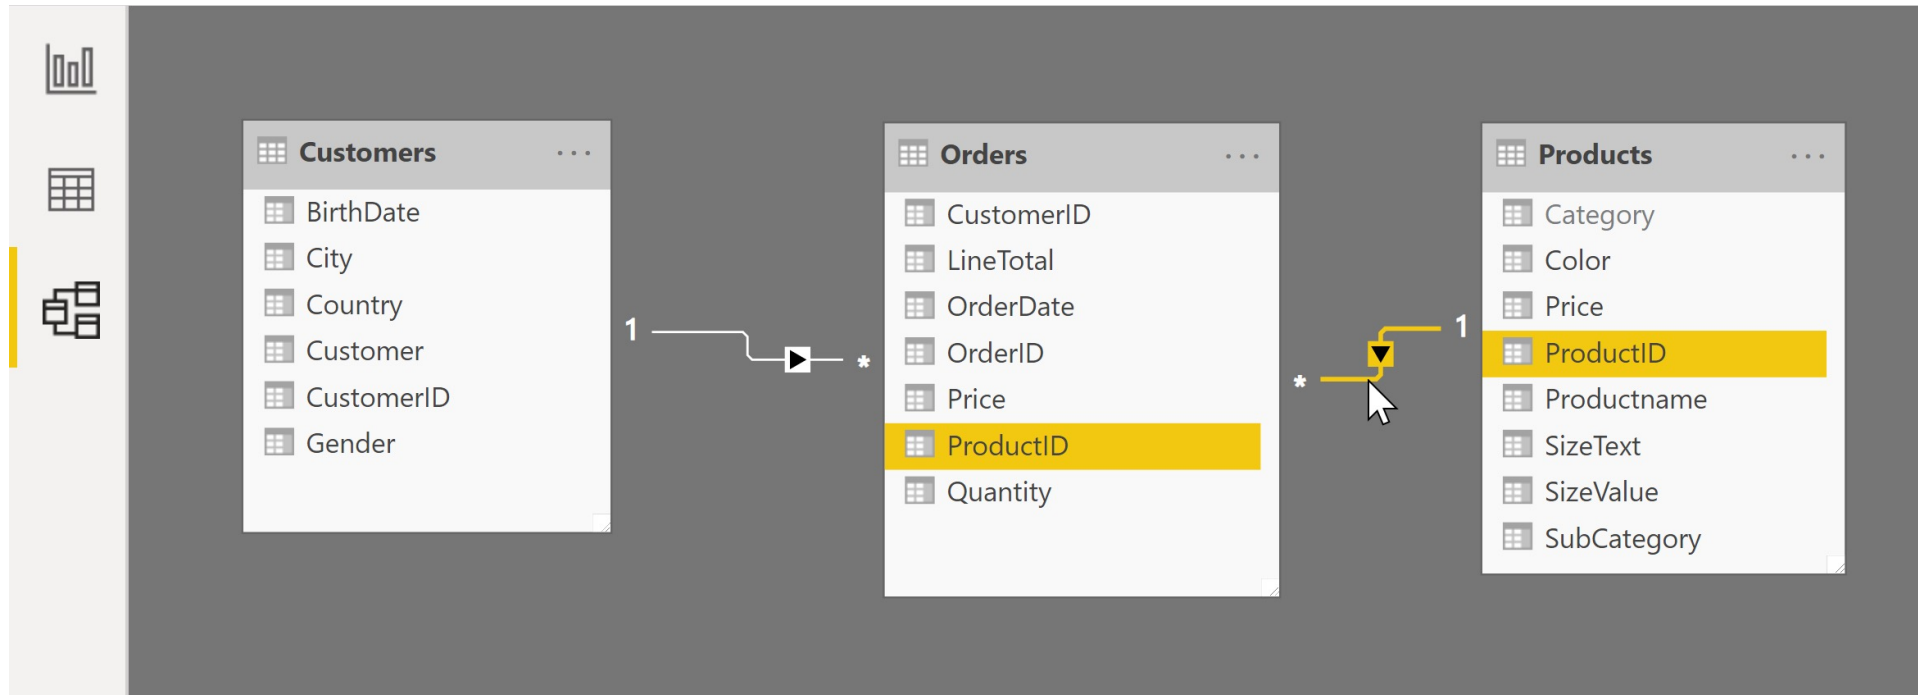 Customers
BirthDate
City
Country
Customer
CustomerID
Gender
1
*
Orders
CustomerID
LineTotal
OrderDate
OrderID
Price
ProductID
Quantity
*
1
Products
Category
Color
Price
ProductID
Productname
SizeText
SizeValue
SubCategory